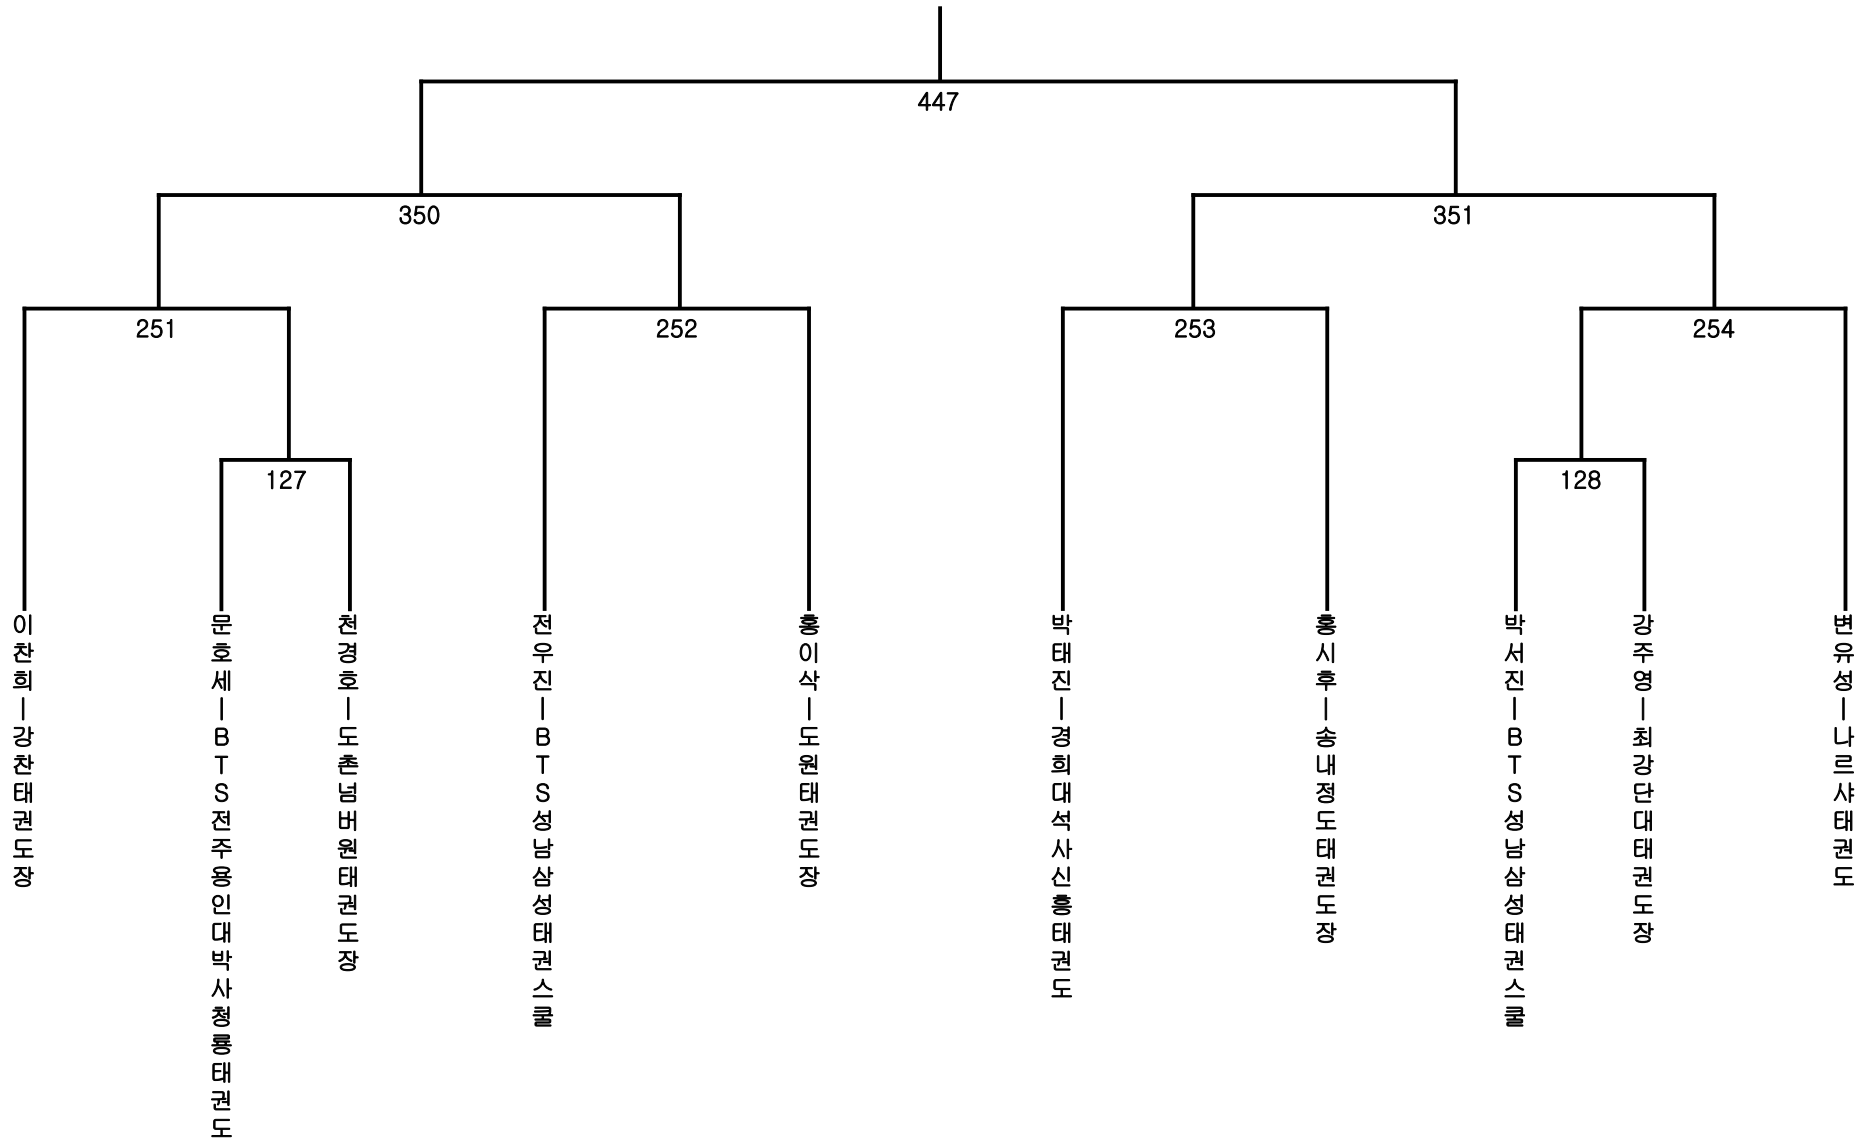 447
350
351
251
252
253
254
127
128
이찬희-강찬태권도장
문호세-BTS전주용인대박사청룡태권도
천경호-도촌넘버원태권도장
전우진-BTS성남삼성태권스쿨
홍이삭-도원태권도장
박태진-경희대석사신흥태권도
홍시후-송내정도태권도장
박서진-BTS성남삼성태권스쿨
강주영-최강단대태권도장
변유성-나르샤태권도